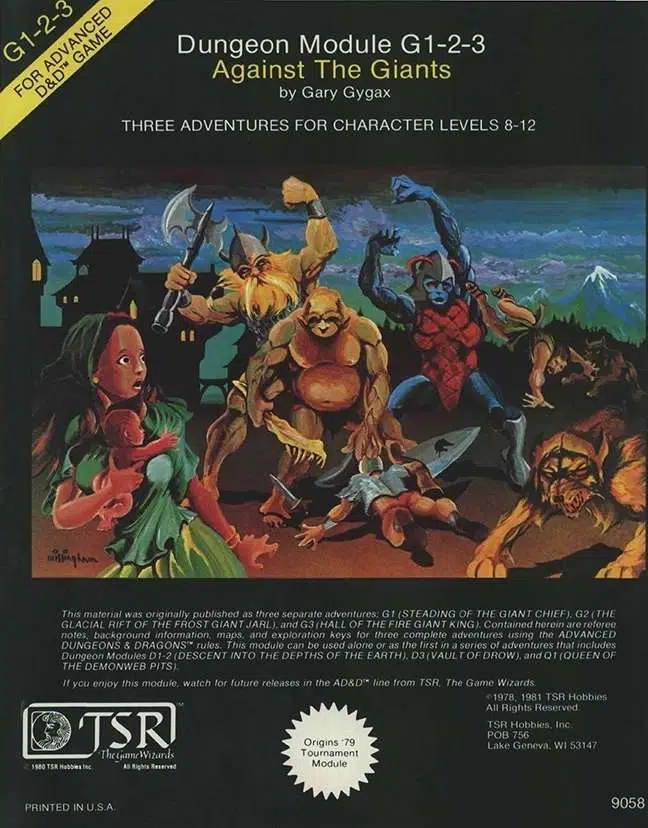 G1-2-3
FOR ADVANCED
D&D™ GAME
Dungeon Module G1-2-3
Against The Giants
by Gary Gygax
THREE ADVENTURES FOR CHARACTER LEVELS 8-12
willingham
This material was originally published as three separate adventures; G1 (STEADING OF THE GIANT CHIEF), G2 (THE
GLACIAL RIFT OF THE FROST GIANT JARL), and G3 (HALL OF THE FIRE GIANT KING). Contained herein are referee
notes, background information, maps, and exploration keys for three complete adventures using the ADVANCED
DUNGEONS & DRAGONS™ rules. This module can be used alone or as the first in a series of adventures that includes
Dungeon Modules D1-2 (DESCENT INTO THE DEPTHS OF THE EARTH), D3 (VAULT OF DROW), and Q1 (QUEEN OF
THE DEMONWEB PITS).
If you enjoy this module, watch for future releases in the AD&D™ line from TSR, The Game Wizards.
©1978, 1981 TSR Hobbies
All Rights Reserved
TSR Hobbies, Inc.
POB 756
Lake Geneva, WI 53147
TSR™
The Game Wizards
© 1980 TSR Hobbies Inc. All Rights Reserved
Origins '79
Tournament
Module
PRINTED IN U.S.A.
9058